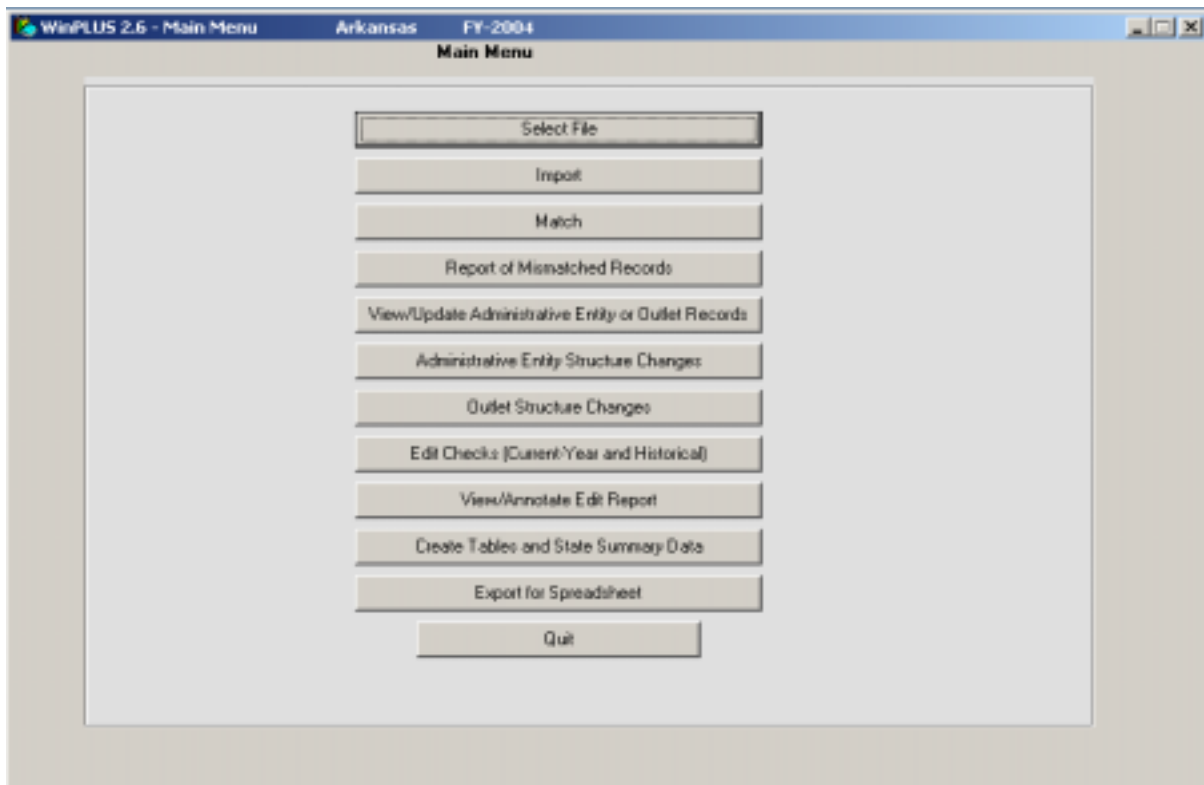 WinPLUS 2.6 - Main Menu Arkansas FY-2004
Main Menu
Select File
Import
Match
Report of Mismatched Records
View/Update Administrative Entity or Outlet Records
Administrative Entity Structure Changes
Outlet Structure Changes
Edit Checks (Current-Year and Historical)
View/Annotate Edit Report
Create Tables and State Summary Data
Export for Spreadsheet
Quit